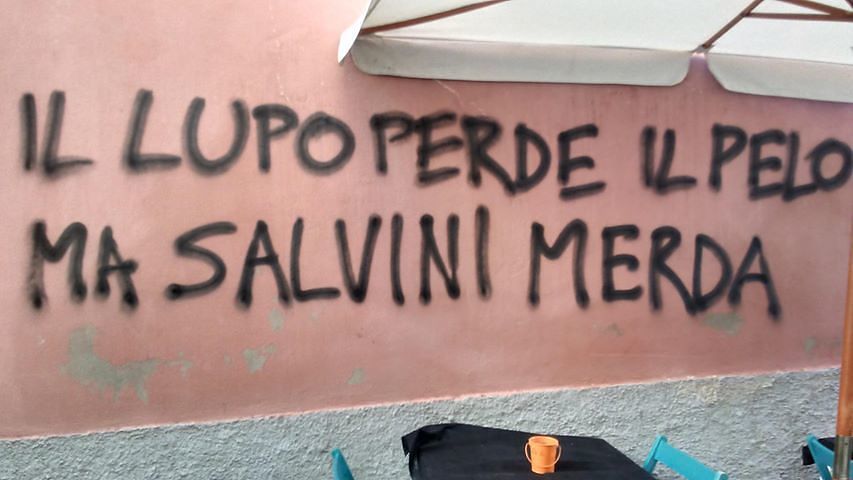 IL LUPO PERDE IL PELO
MA SALVINI MERDA